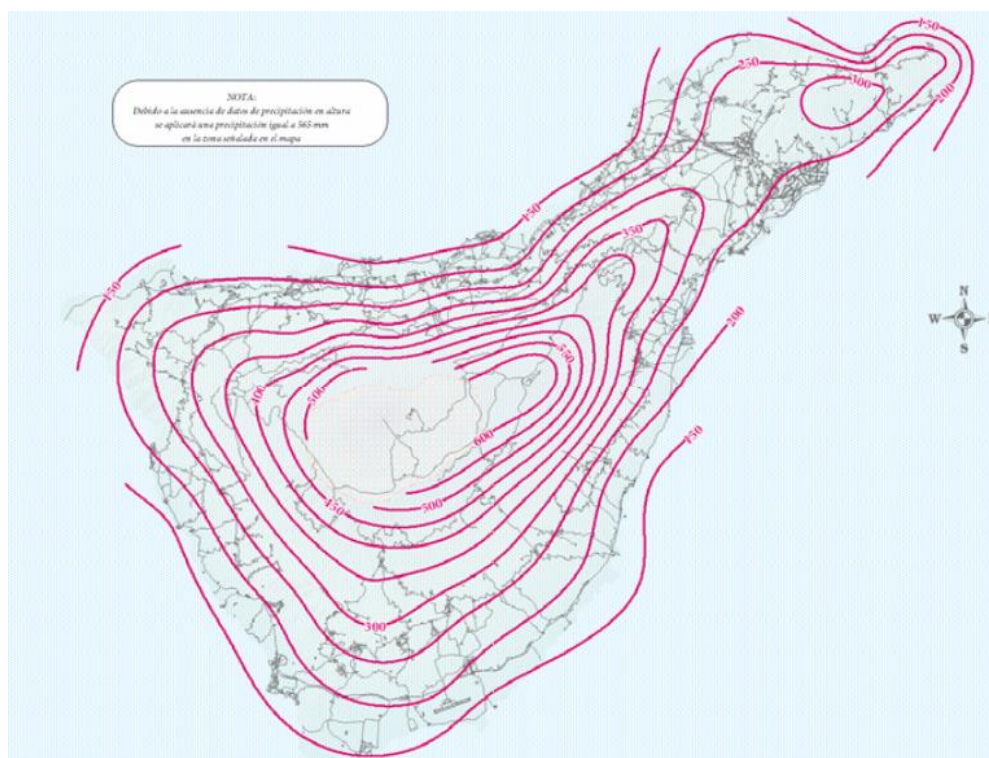 150
250
300
200
NOTA:
Debido a la ausencia de datos de precipitación en altura
se aplicará una precipitación igual a 565 mm
en la zona señalada en el mapa
150
350
150
N
W
S
200
550
400
500
600
150
450
500
300